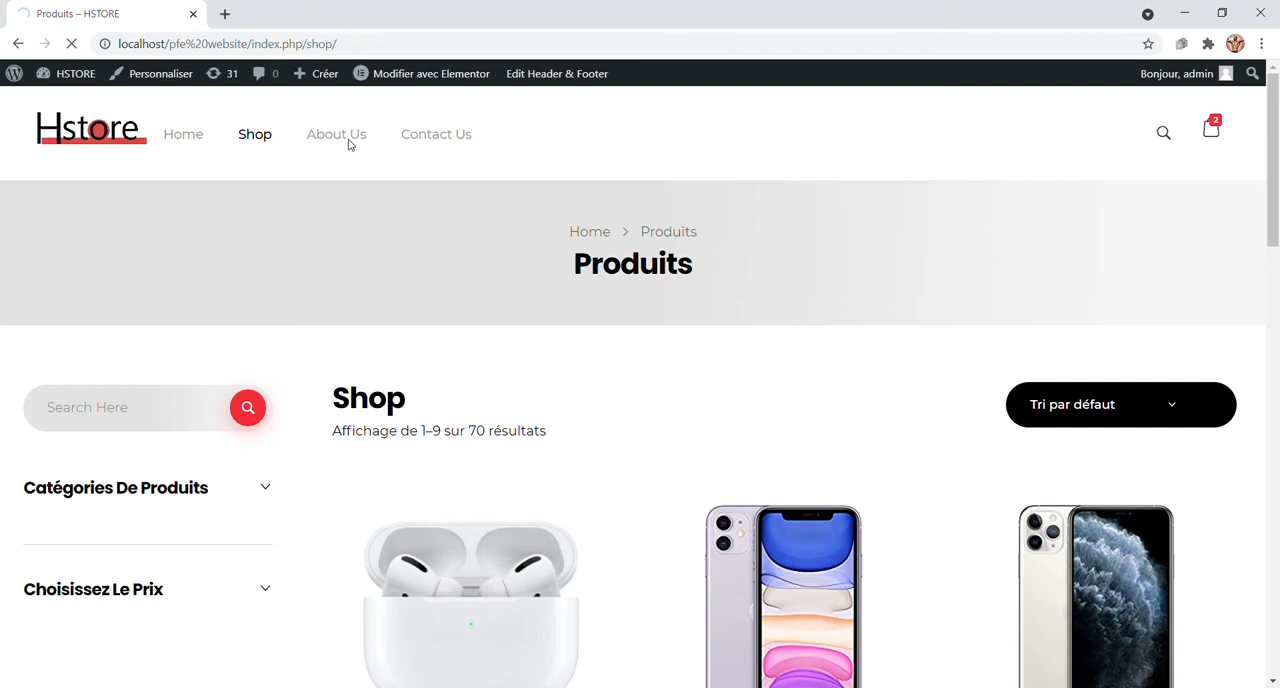 Produits – HSTORE
localhost/pfe%20website/index.php/shop/
HSTORE Personnaliser 31 0 Créer Modifier avec Elementor Edit Header & Footer Bonjour, admin
Hstore Home Shop About Us Contact Us 2
Home > Produits
Produits
Search Here
Shop
Tri par défaut
Affichage de 1–9 sur 70 résultats
Catégories De Produits
Choisissez Le Prix